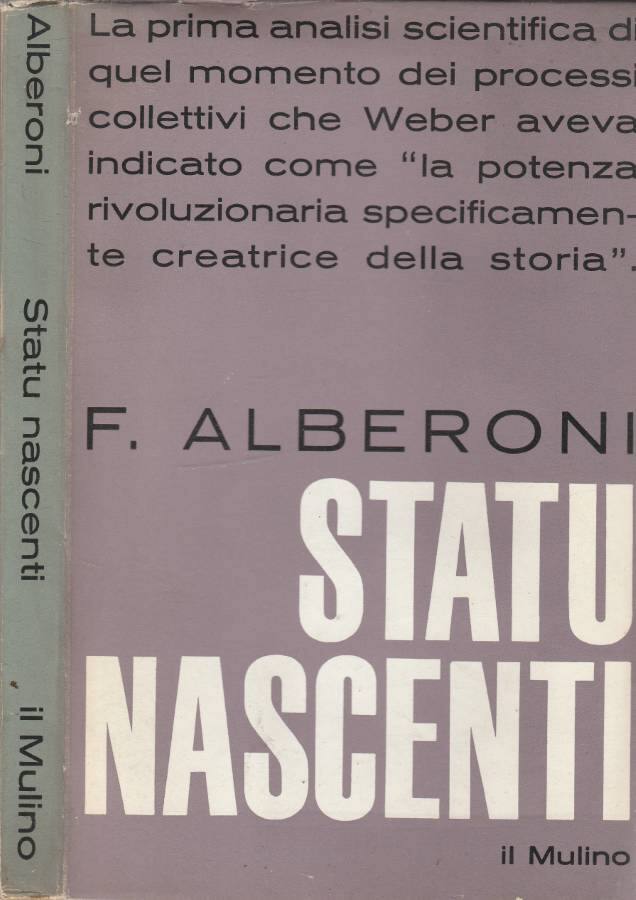 Alberoni
Statu nascenti
il Mulino
La prima analisi scientifica di
quel momento dei processi
collettivi che Weber aveva
indicato come “la potenza
rivoluzionaria specificamen-
te creatrice della storia”.
F. ALBERONI
STATU
NASCENTI
il Mulino